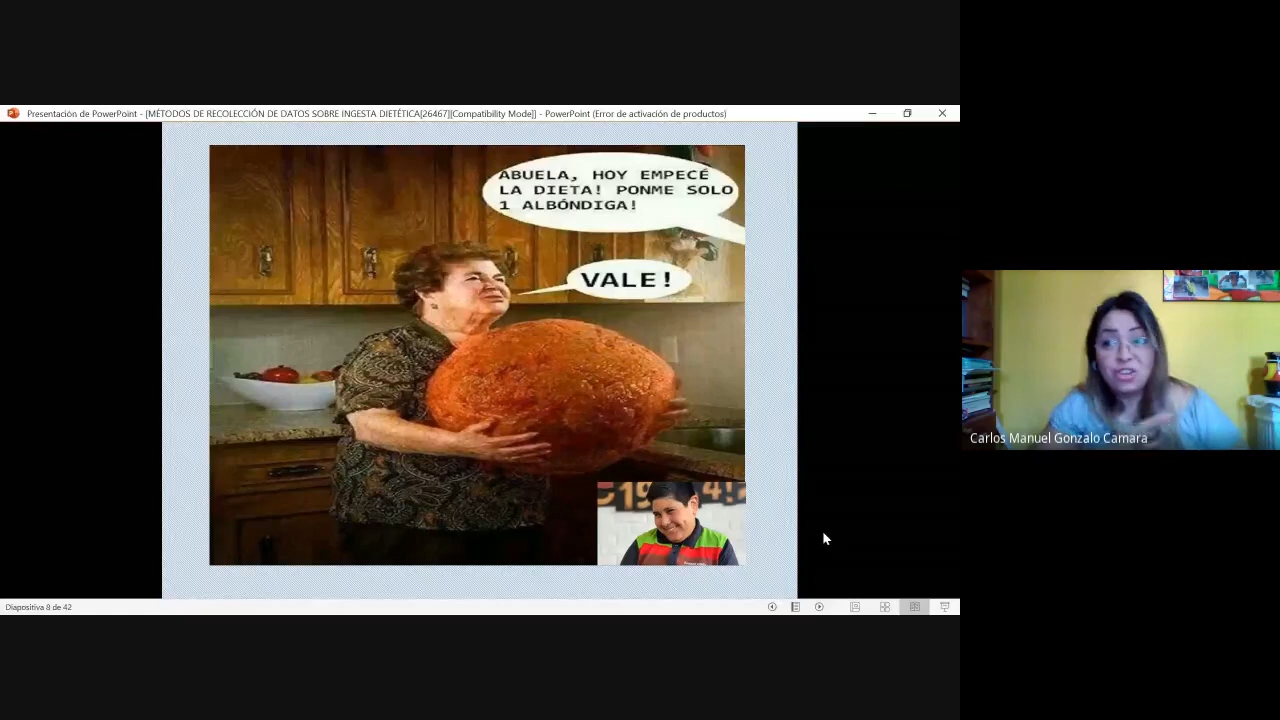 Presentación de PowerPoint - [MÉTODOS DE RECOLECCIÓN DE DATOS SOBRE INGESTA DIETÉTICA[26467][Compatibility Mode]] - PowerPoint (Error de activación de productos)
ABUELA, HOY EMPECÉ
LA DIETA! PONME SOLO
1 ALBÓNDIGA!
VALE!
Carlos Manuel Gonzalo Camara
Diapositiva 8 de 42